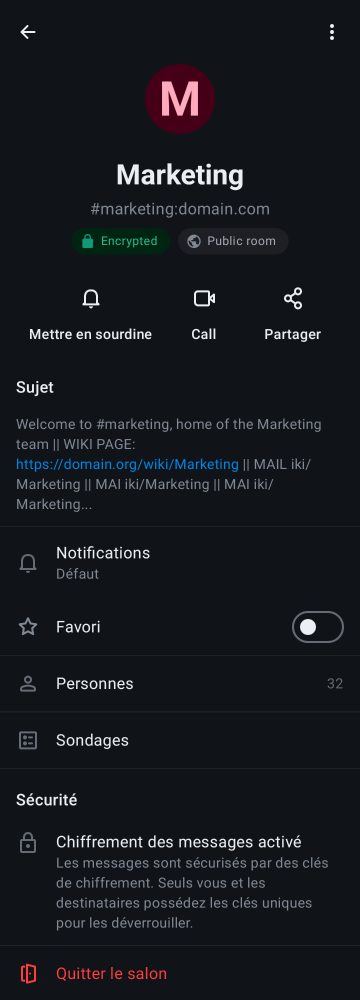 M
Marketing
#marketing:domain.com
Encrypted
Public room
Mettre en sourdine
Call
Partager
Sujet
Welcome to #marketing, home of the Marketing
team || WIKI PAGE:
https://domain.org/wiki/Marketing || MAIL iki/
Marketing || MAI iki/Marketing || MAI iki/
Marketing...
Notifications
Défaut
Favori
Personnes
32
Sondages
Sécurité
Chiffrement des messages activé
Les messages sont sécurisés par des clés
de chiffrement. Seuls vous et les
destinataires possédez les clés uniques
pour les déverrouiller.
Quitter le salon